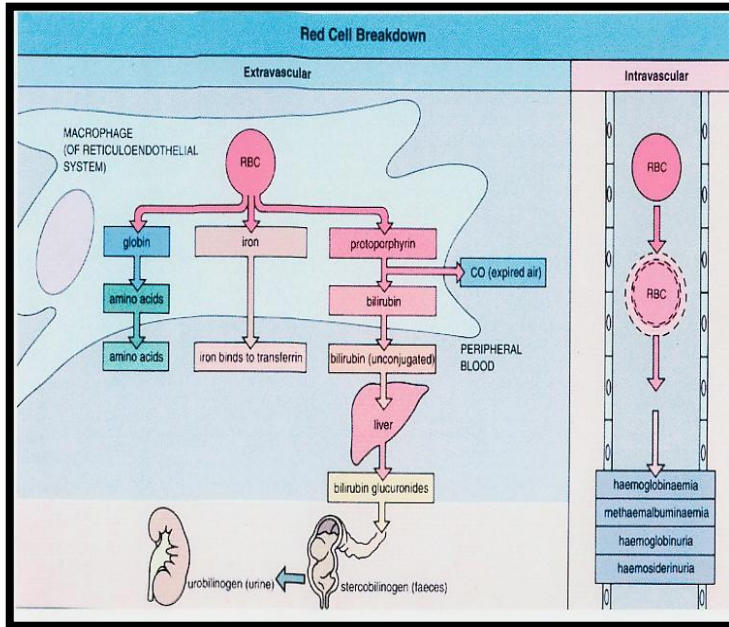 Red Cell Breakdown
Extravascular
Intravascular
MACROPHAGE
(OF RETICULOENDOTHELIAL
SYSTEM)
RBC
globin
iron
protoporphyrin
CO (expired air)
amino acids
bilirubin
amino acids
iron binds to transferrin
bilirubin (unconjugated)
PERIPHERAL
BLOOD
liver
bilirubin glucuronides
urobilinogen (urine)
stercobilinogen (faeces)
RBC
RBC
haemoglobinaemia
methaemalbuminaemia
haemoglobinuria
haemosiderinuria